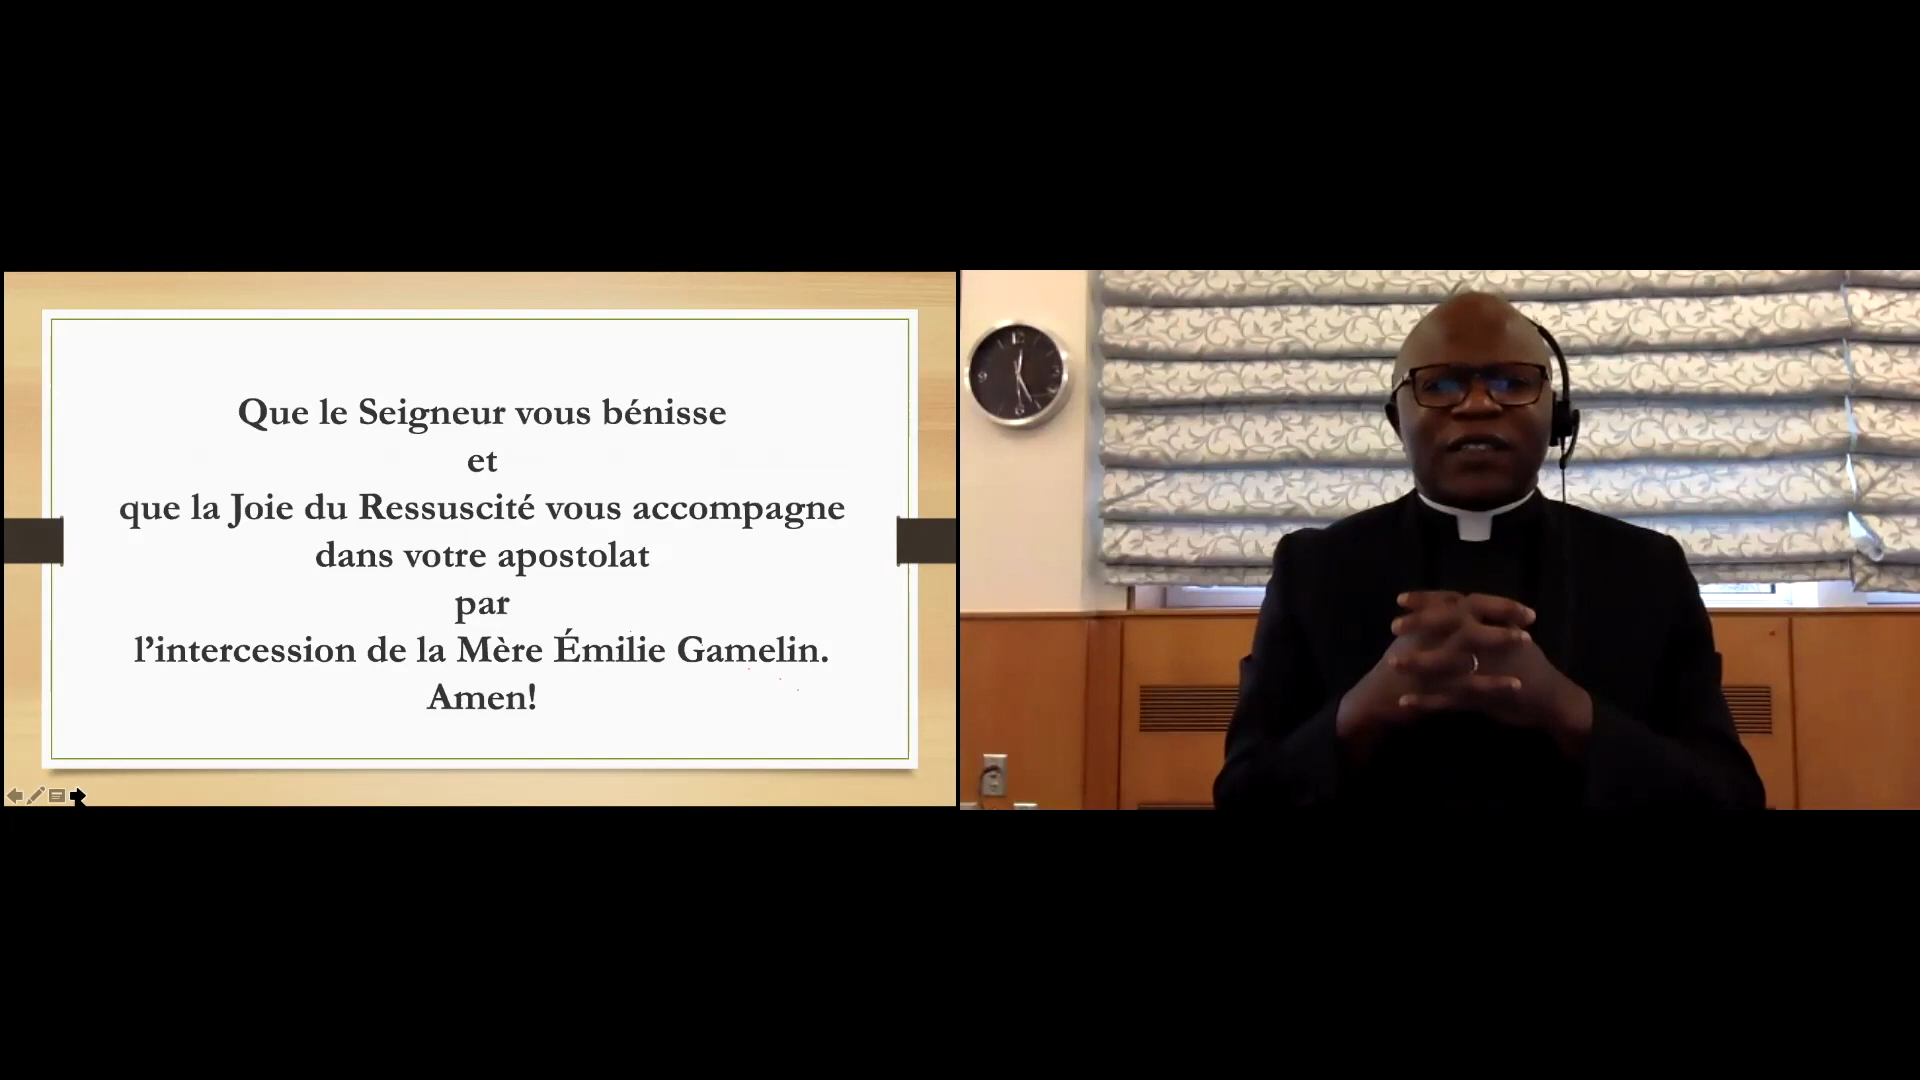 Que le Seigneur vous bénisse
et
que la Joie du Ressuscité vous accompagne
dans votre apostolat
par
l’intercession de la Mère Émilie Gamelin.
Amen!